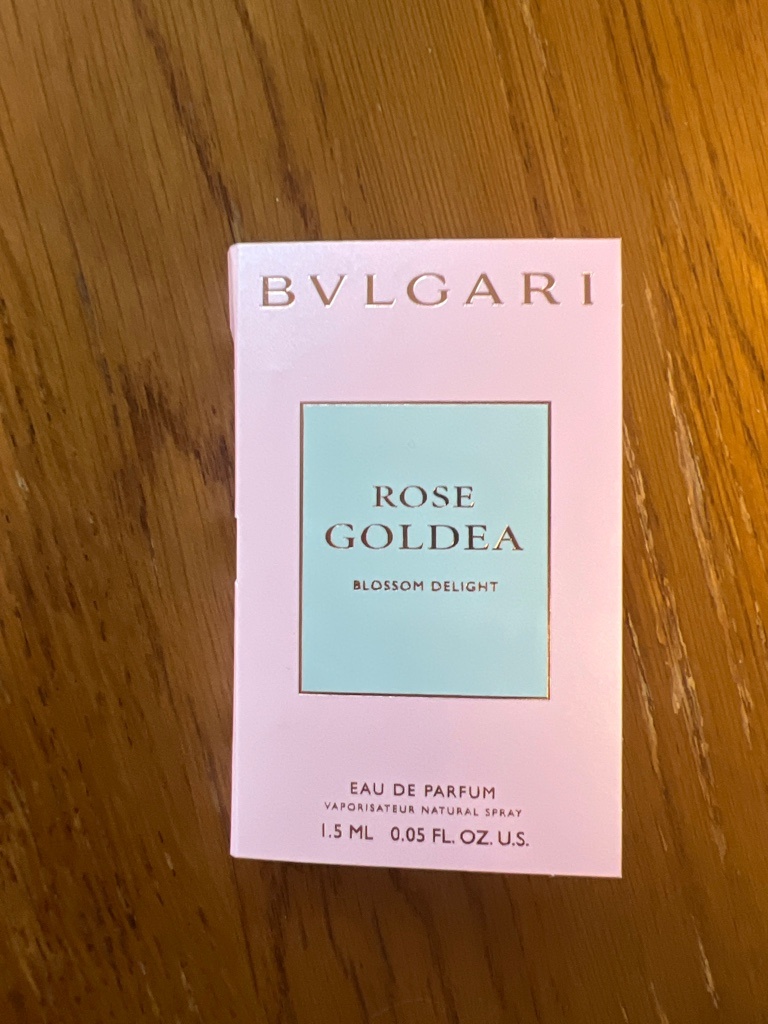 BVLGARI
ROSE
GOLDEA
BLOSSOM DELIGHT
EAU DE PARFUM
VAPORISATEUR NATURAL SPRAY
1.5 ML 0.05 FL. OZ. U.S.